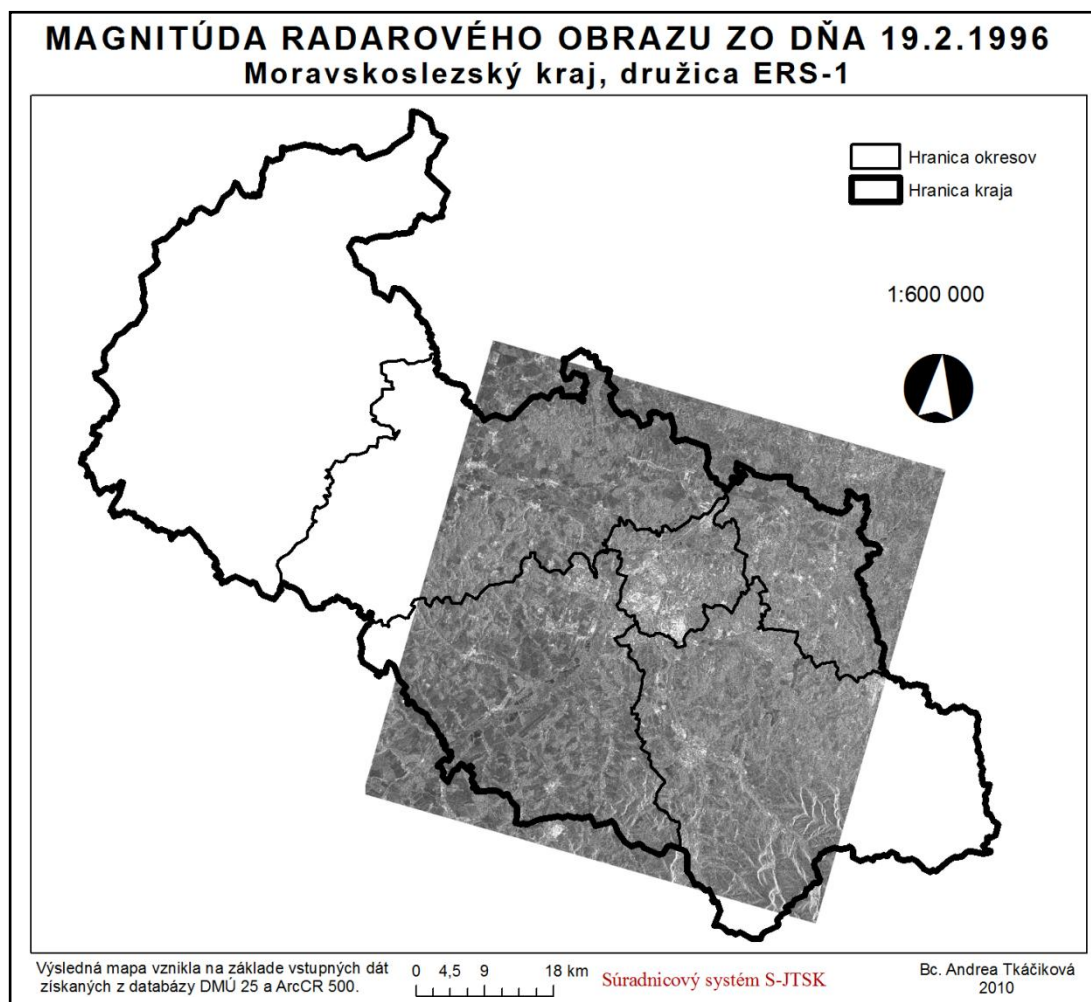 MAGNITÚDA RADAROVÉHO OBRAZU ZO DŇA 19.2.1996
Moravskoslezský kraj, družica ERS-1
Hranica okresov
Hranica kraja
1:600 000
Výsledná mapa vznikla na základe vstupných dát
získaných z databázy DMÚ 25 a ArcCR 500.
0 4,5 9 18 km
Súradnicový systém S-JTSK
Bc. Andrea Tkáčiková
2010